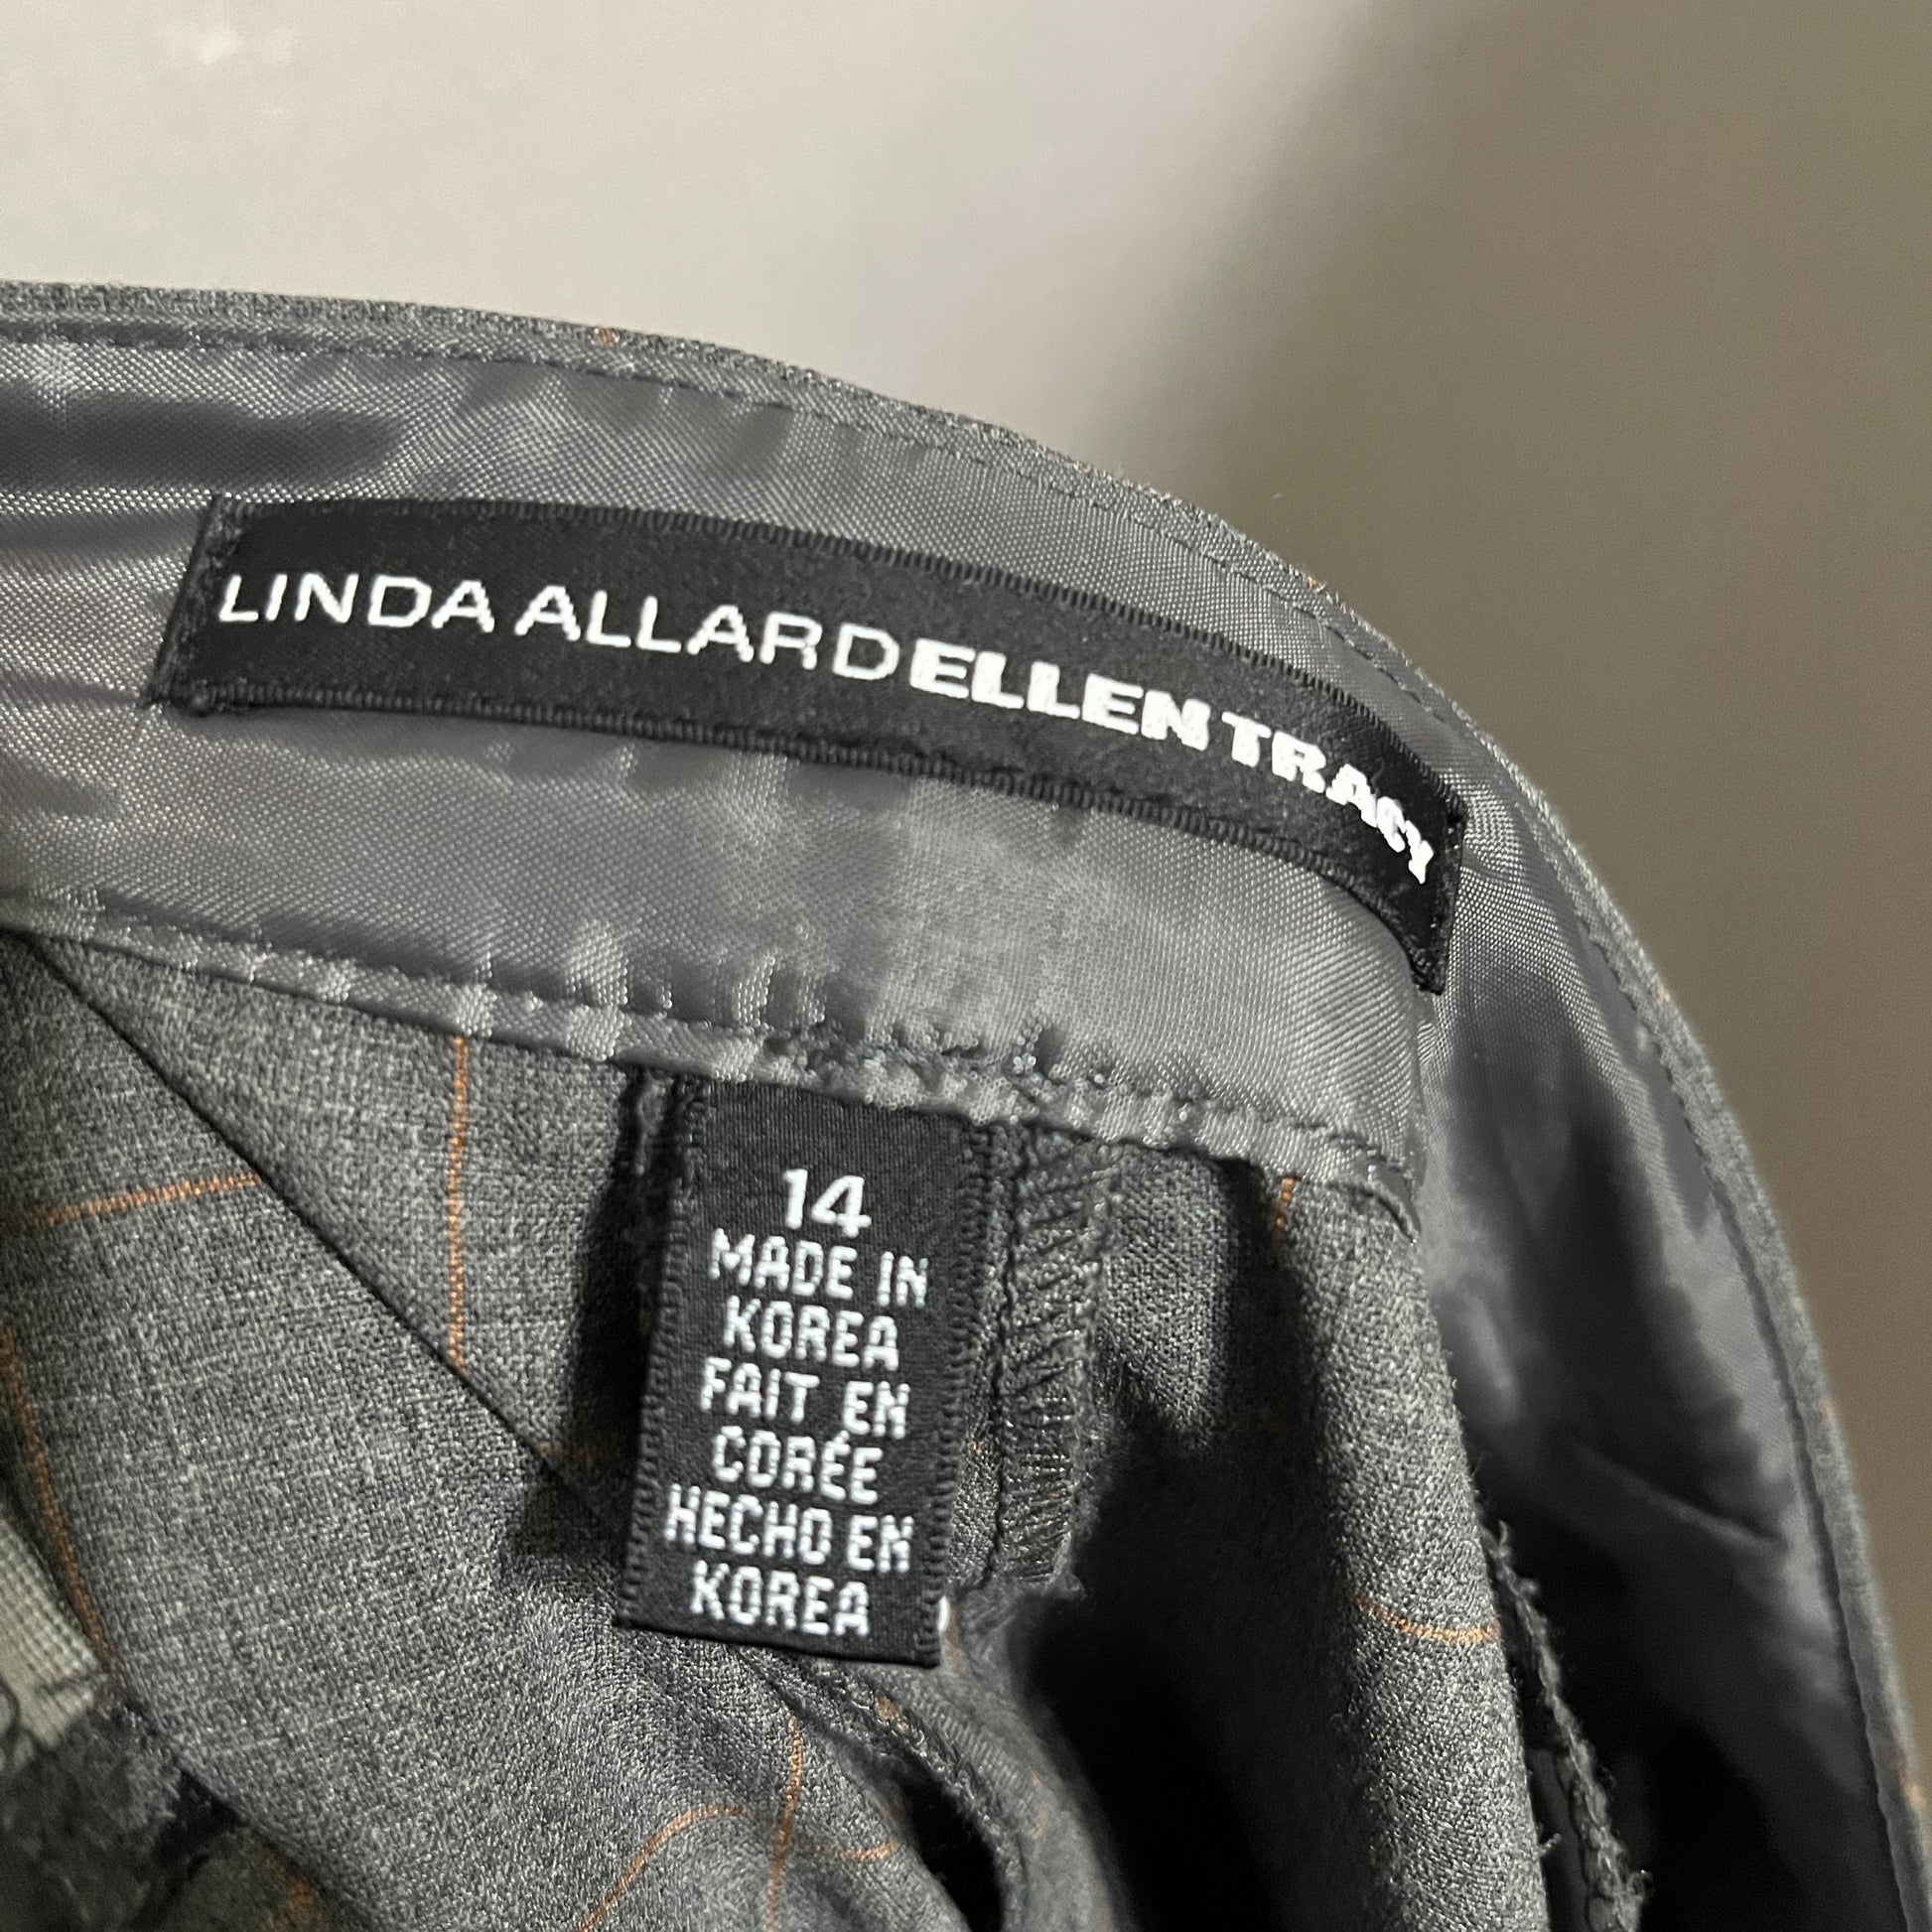 LINDA ALLARD ELLEN TRACY
14
MADE IN
KOREA
FAIT EN
CORÉE
HECHO EN
KOREA